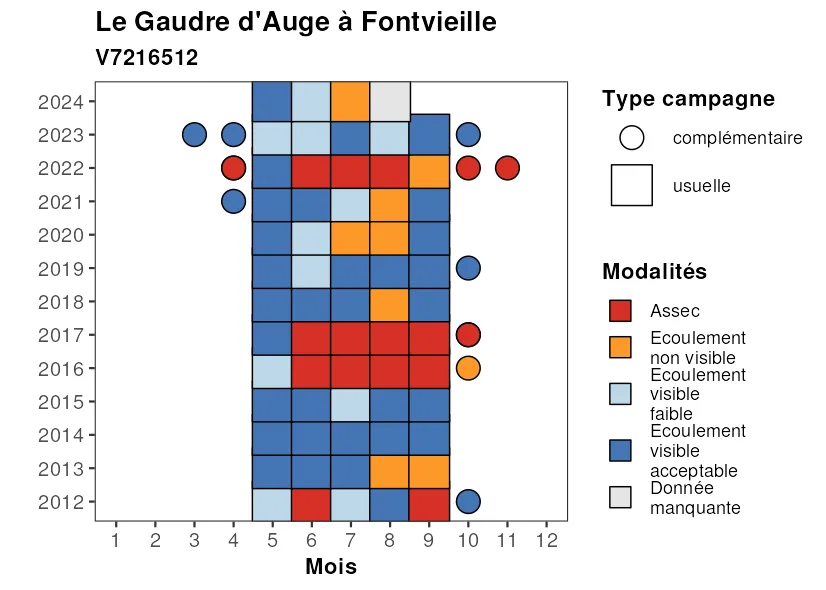 Le Gaudre d'Auge à Fontvieille
V7216512
2024
2023
2022
2021
2020
2019
2018
2017
2016
2015
2014
2013
2012
1 2 3 4 5 6 7 8 9 10 11 12
Mois
Type campagne
complémentaire
usuelle
Modalités
Assec
Ecoulement
non visible
Ecoulement
visible
faible
Ecoulement
visible
acceptable
Donnée
manquante